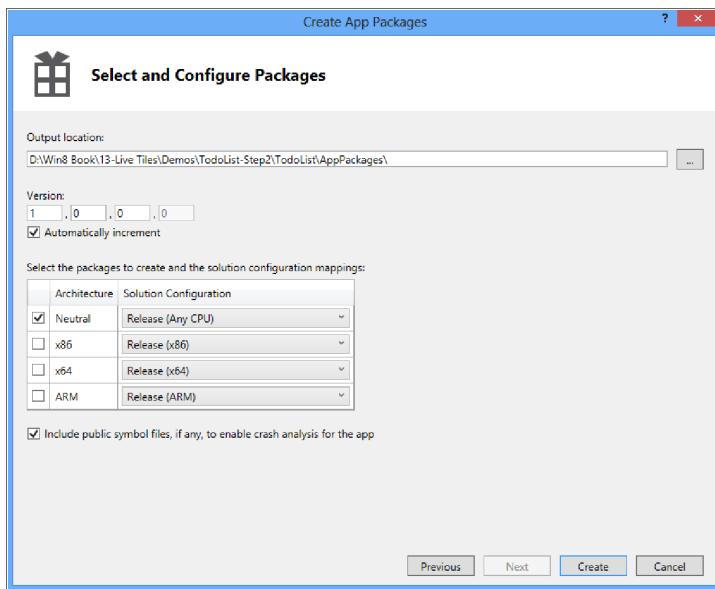 Create App Packages
?
Select and Configure Packages
Output location:
D:\Win8 Book\13-Live Tiles\Demos\TodoList-Step2\TodoList\AppPackages\
...
Version:
1 . 0 . 0 . 0
Automatically increment
Select the packages to create and the solution configuration mappings:
Architecture Solution Configuration
Neutral Release (Any CPU)
x86 Release (x86)
x64 Release (x64)
ARM Release (ARM)
Include public symbol files, if any, to enable crash analysis for the app
Previous Next Create Cancel